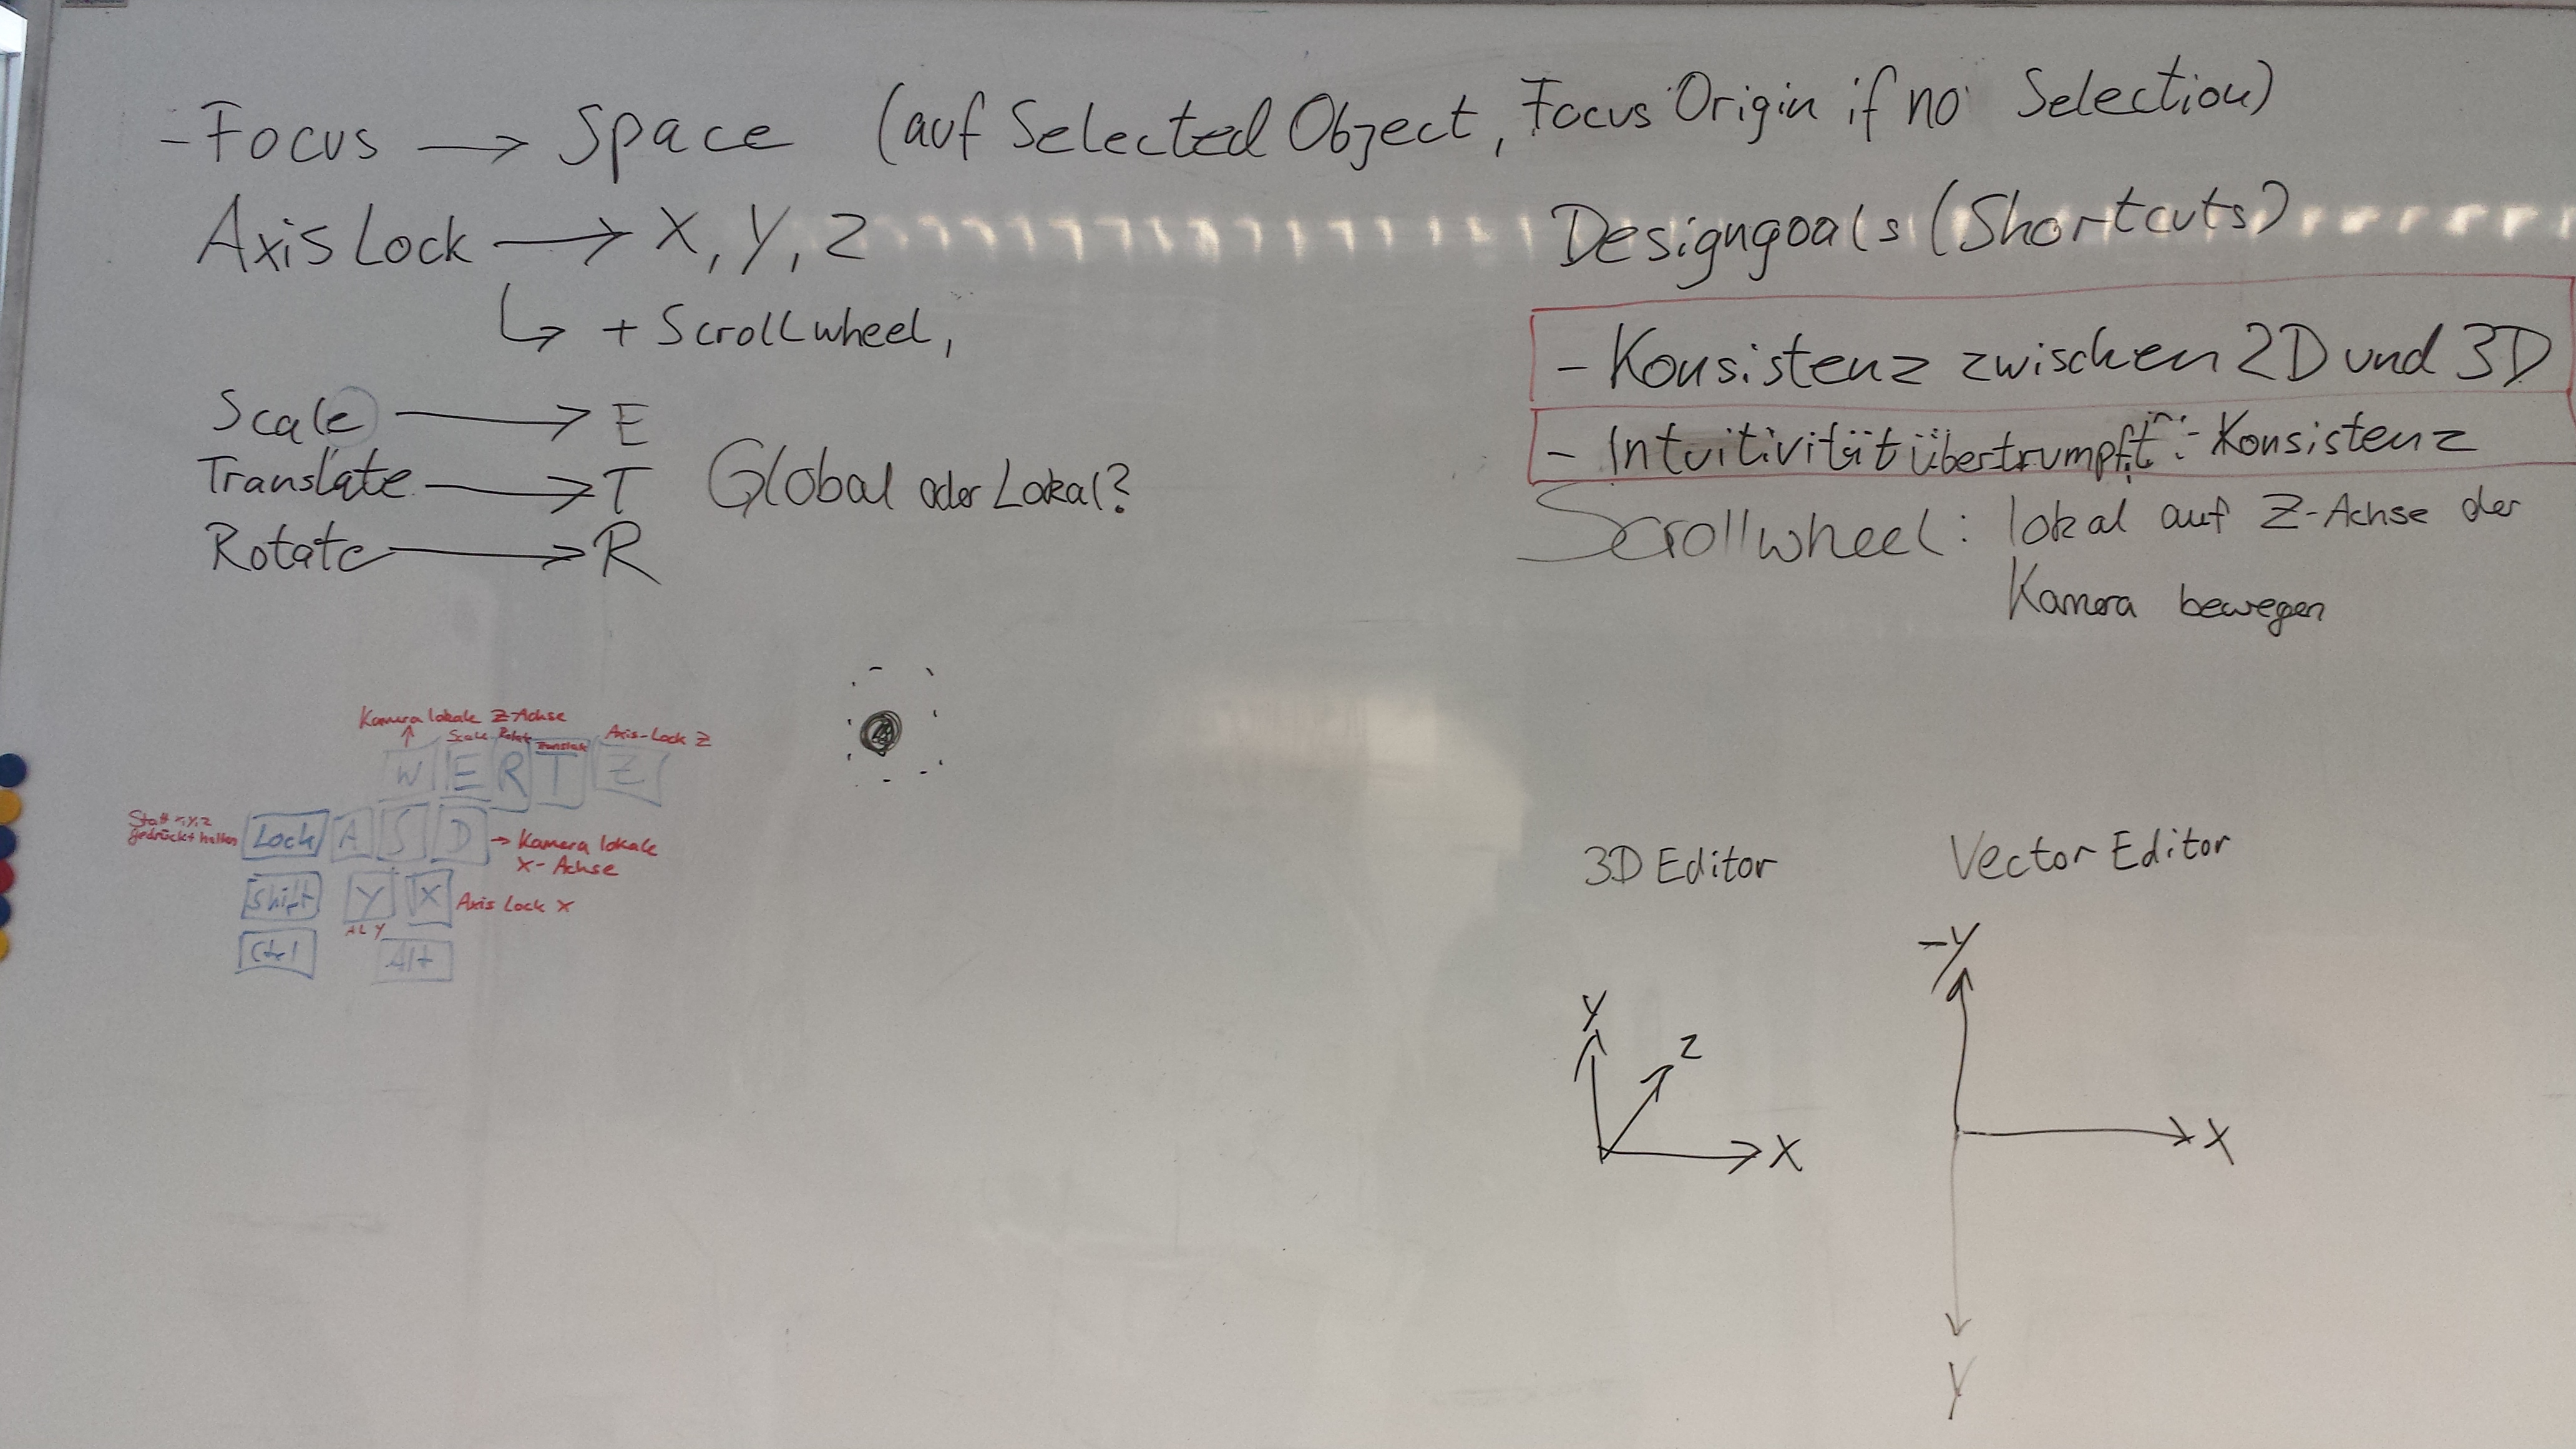 - Focus → Space (auf Selected Object, Focus Origin if no Selection)
Axis Lock → X, Y, Z
↳ + Scrollwheel,
Scale → E
Translate → T
Rotate → R
Global oder Lokal?
Designgoals (Shortcuts)
- Konsistenz zwischen 2D und 3D
- Intuitivität übertrumpft Konsistenz
Scrollwheel: lokal auf Z-Achse der
Kamera bewegen
Kamera lokale Z-Achse
Scale Rotate Translate Axis-Lock Z
W E R T Z
Statt x,y,z
gedrückt halten
Lock A S D → Kamera lokale
X-Achse
Shift Y X Axis Lock X
AL Y
Ctrl Alt
3D Editor
Y
Z
X
Vector Editor
-Y
X
Y